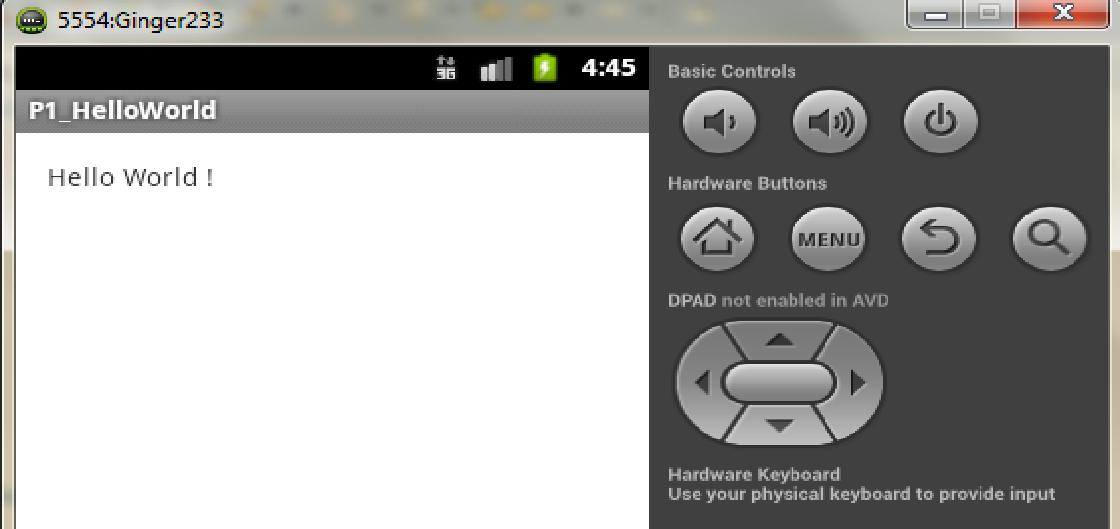 5554:Ginger233
3G 4:45
P1_HelloWorld
Hello World !
Basic Controls
Hardware Buttons
MENU
DPAD not enabled in AVD
Hardware Keyboard
Use your physical keyboard to provide input